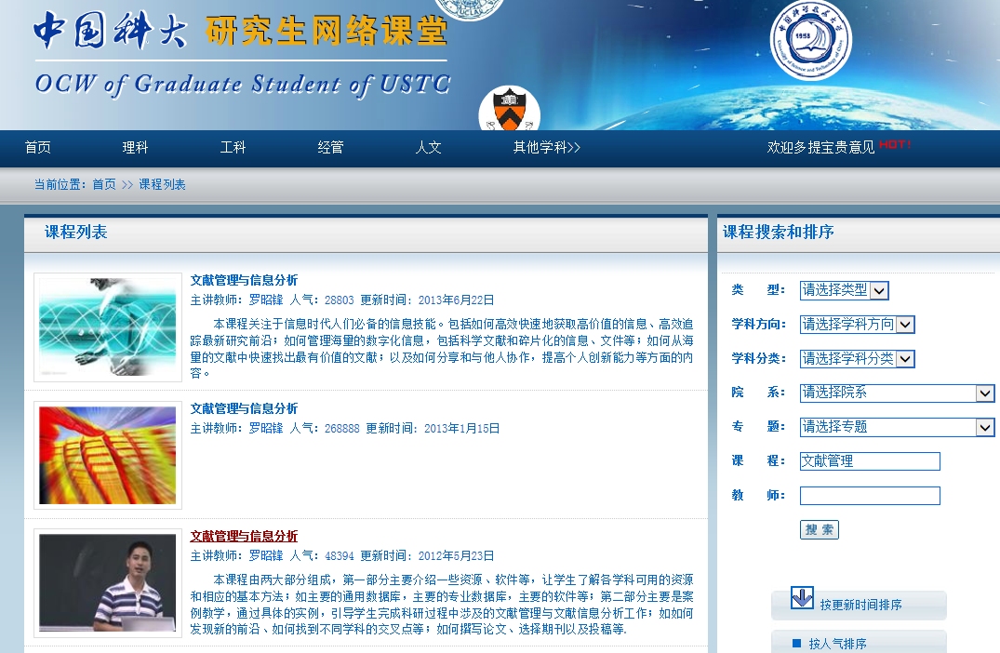 中国科大 研究生网络课堂
OCW of Graduate Student of USTC
1958
首页 理科 工科 经管 人文 其他学科>> 欢迎多提宝贵意见 HOT!
当前位置：首页 >> 课程列表
课程列表
文献管理与信息分析
主讲教师：罗昭锋 人气：28803 更新时间：2013年6月22日
本课程关注于信息时代人们必备的信息技能。包括如何高效快速地获取高价值的信息、高效追
踪最新研究前沿；如何管理海量的数字化信息，包括科学文献和碎片化的信息、文件等；如何从海
量的文献中快速找出最有价值的文献；以及如何分享和与他人协作，提高个人创新能力等方面的内
容。
文献管理与信息分析
主讲教师：罗昭锋 人气：268888 更新时间：2013年1月15日
文献管理与信息分析
主讲教师：罗昭锋 人气：48394 更新时间：2012年5月23日
本课程由两大部分组成，第一部分主要介绍一些资源、软件等，让学生了解各学科可用的资源
和相应的基本方法；如主要的通用数据库，主要的专业数据库，主要的软件等；第二部分主要是案
例教学，通过具体的实例，引导学生完成科研过程中涉及的文献管理与文献信息分析工作；如如何
发现新的前沿、如何找到不同学科的交叉点等；如何撰写论文、选择期刊以及投稿等.
课程搜索和排序
类 型： 请选择类型
学科方向： 请选择学科方向
学科分类： 请选择学科分类
院 系： 请选择院系
专 题： 请选择专题
课 程： 文献管理
教 师：
搜 索
按更新时间排序
按人气排序